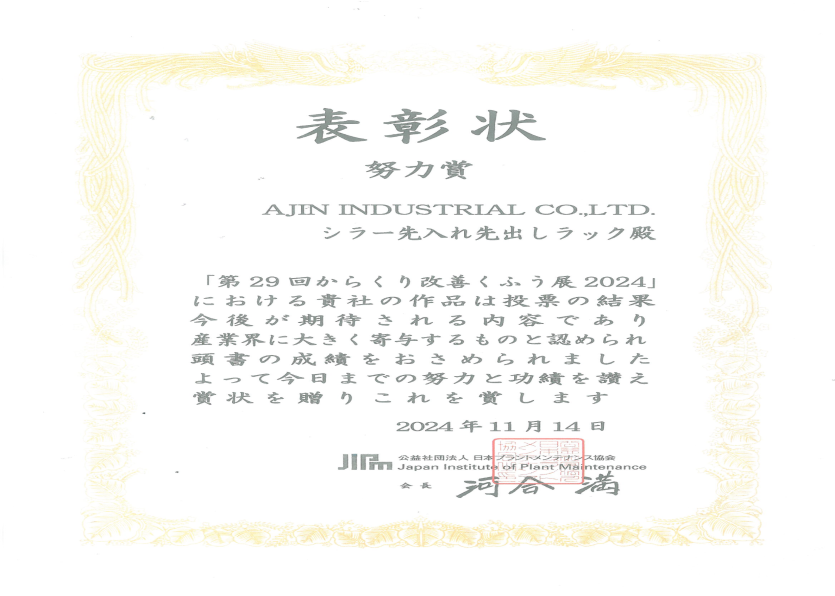 表彰状
努力賞
AJIN INDUSTRIAL CO.,LTD.
シラー先入れ先出しラック殿
「第29回からくり改善くふう展2024」
における貴社の作品は投票の結果
今後が期待される内容であり
産業界に大きく寄与するものと認められ
頭書の成績をおさめられました
よって今日までの努力と功績を讃え
賞状を贈りこれを賞します
2024年11月14日
JIPM 公益社団法人 日本プラントメンテナンス協会
Japan Institute of Plant Maintenance
会長 河合 満